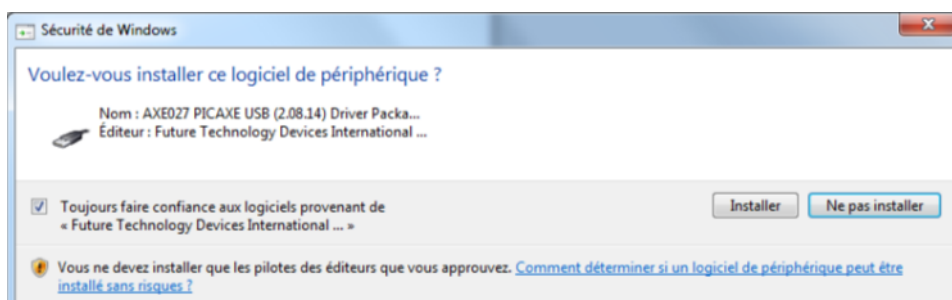 Sécurité de Windows
Voulez-vous installer ce logiciel de périphérique ?
Nom : AXE027 PICAXE USB (2.08.14) Driver Packa...
Éditeur : Future Technology Devices International ...
Toujours faire confiance aux logiciels provenant de
« Future Technology Devices International ... »
Installer
Ne pas installer
Vous ne devez installer que les pilotes des éditeurs que vous approuvez. Comment déterminer si un logiciel de périphérique peut être
installé sans risques ?